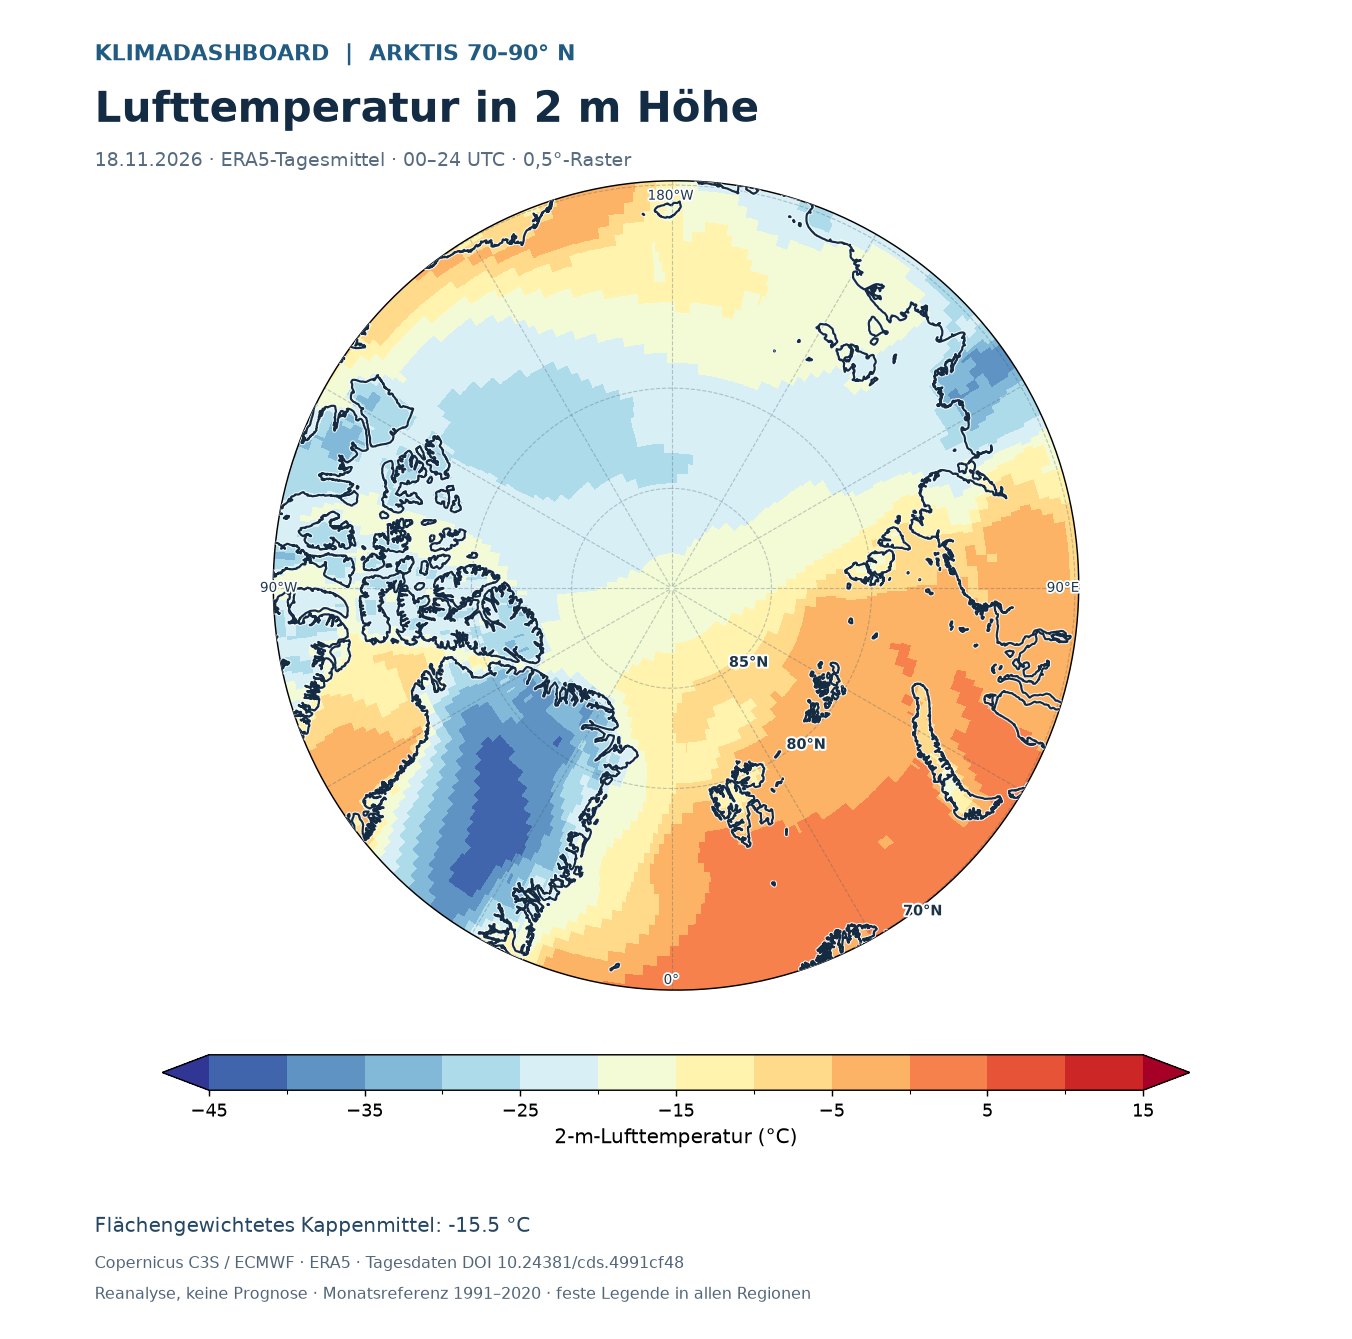 KLIMADASHBOARD | ARKTIS 70–90° N
Lufttemperatur in 2 m Höhe
18.11.2026 · ERA5-Tagesmittel · 00–24 UTC · 0,5°-Raster
180°W
90°W
90°E
85°N
80°N
70°N
0°
−45 −35 −25 −15 −5 5 15
2-m-Lufttemperatur (°C)
Flächengewichtetes Kappenmittel: -15.5 °C
Copernicus C3S / ECMWF · ERA5 · Tagesdaten DOI 10.24381/cds.4991cf48
Reanalyse, keine Prognose · Monatsreferenz 1991–2020 · feste Legende in allen Regionen